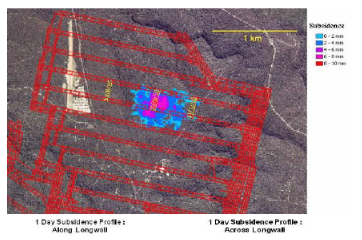 Subsidence
0 - 2 mm
2 - 4 mm
4 - 6 mm
6 - 8 mm
8 - 10 mm
1 km
1 Day Subsidence Profile :
Along Longwall
1 Day Subsidence Profile :
Across Longwall